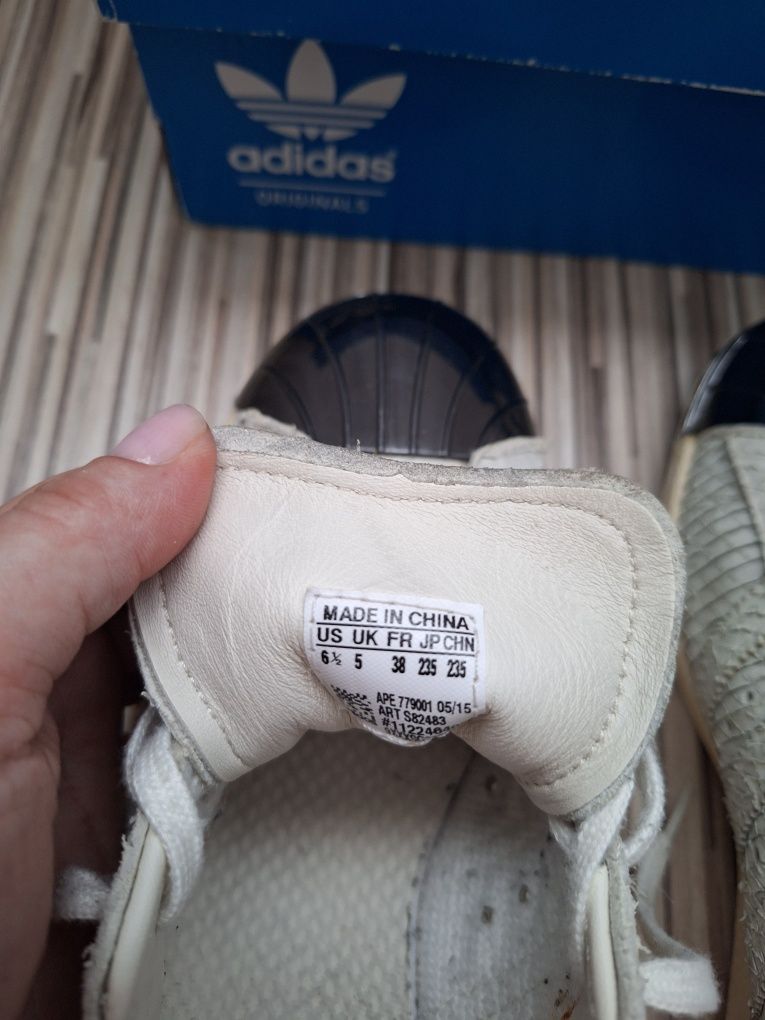 adidas
ORIGINALS
MADE IN CHINA
US UK FR JP CHN
6½ 5 38 235 235
APE 779001 05/15
ART S82483